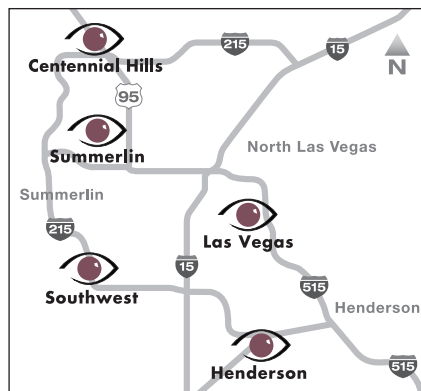 215
15
Centennial Hills
N
95
Summerlin
North Las Vegas
Summerlin
215
Las Vegas
15
Southwest
515
Henderson
Henderson
515